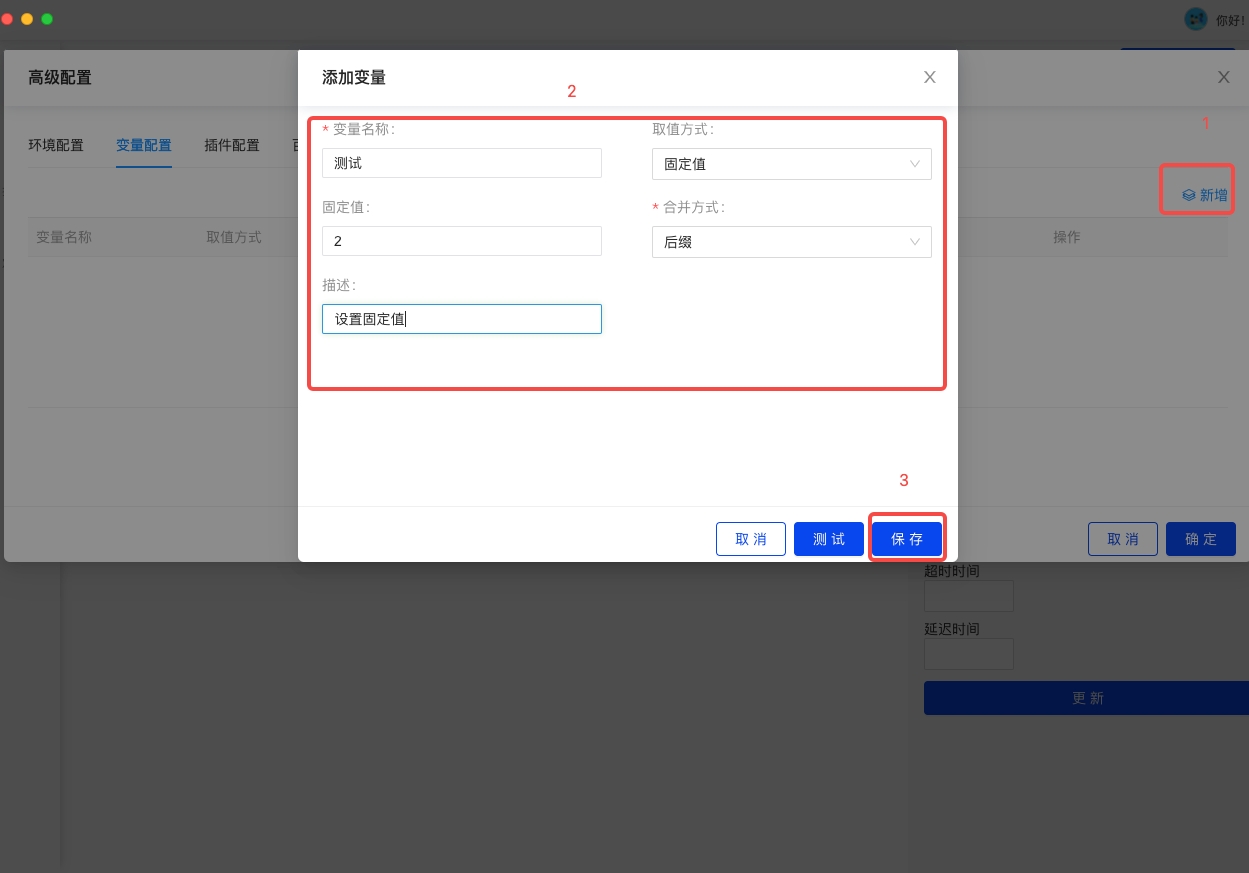 你好!
高级配置
X
添加变量
X
2
1
环境配置
变量配置
插件配置
* 变量名称:
取值方式:
测试
固定值
新增
固定值:
* 合并方式:
变量名称
取值方式
操作
2
后缀
描述:
设置固定值
3
取 消
测 试
保 存
取 消
确 定
超时时间
延迟时间
更 新